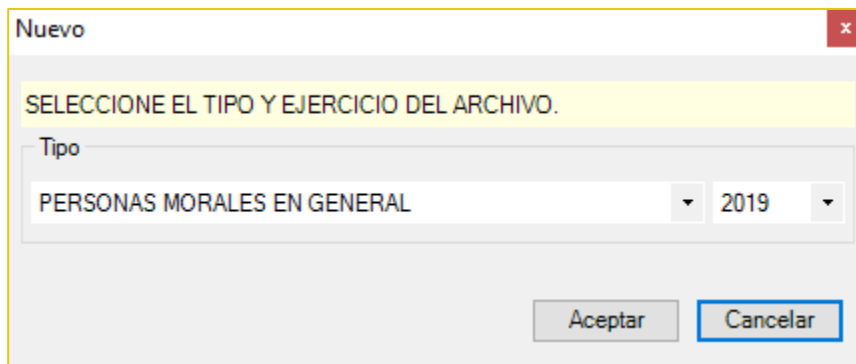 Nuevo
x
SELECCIONE EL TIPO Y EJERCICIO DEL ARCHIVO.
Tipo
PERSONAS MORALES EN GENERAL 2019
Aceptar Cancelar